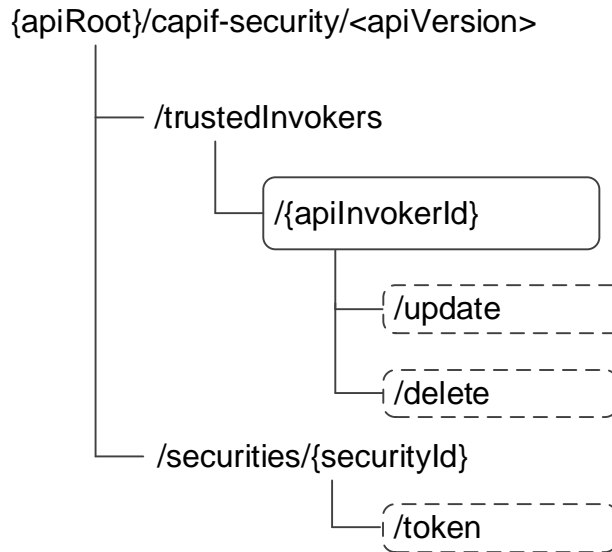 {apiRoot}/capif-security/<apiVersion>
/trustedInvokers
/{apiInvokerId}
/update
/delete
/securities/{securityId}
/token